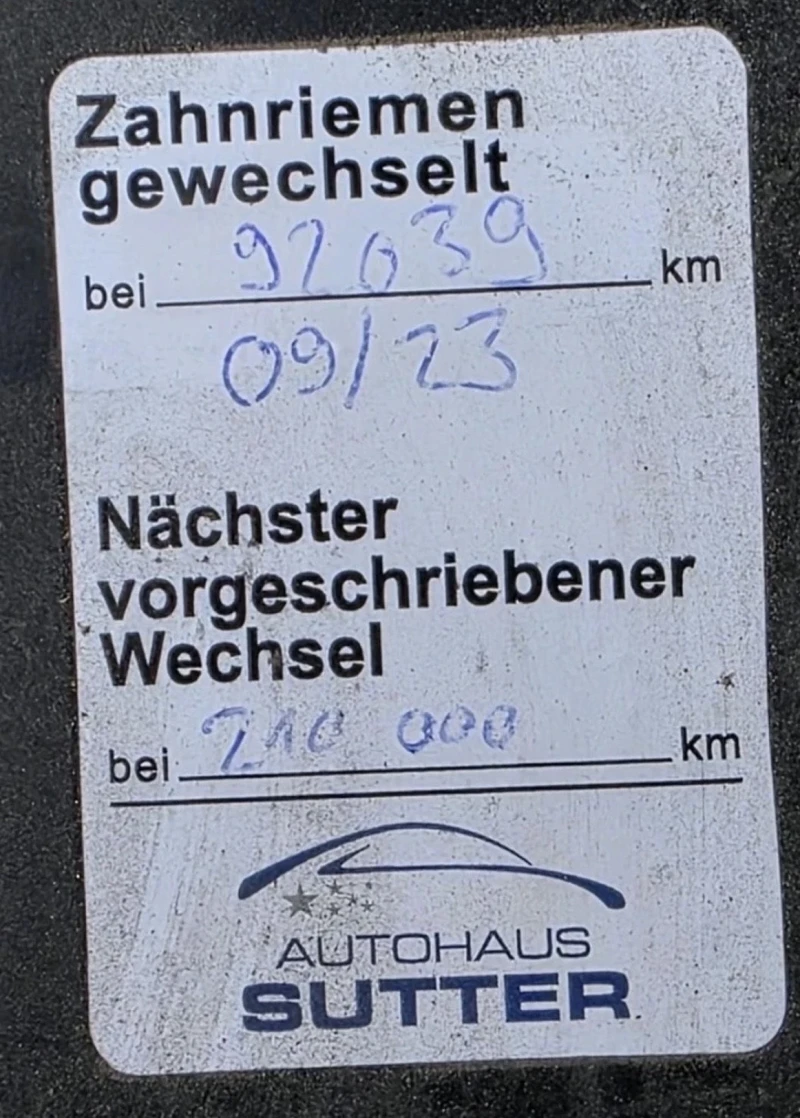 Zahnriemen
gewechselt
bei 92039 km
09/23
Nächster
vorgeschriebener
Wechsel
bei 210 000 km
AUTOHAUS
SUTTER